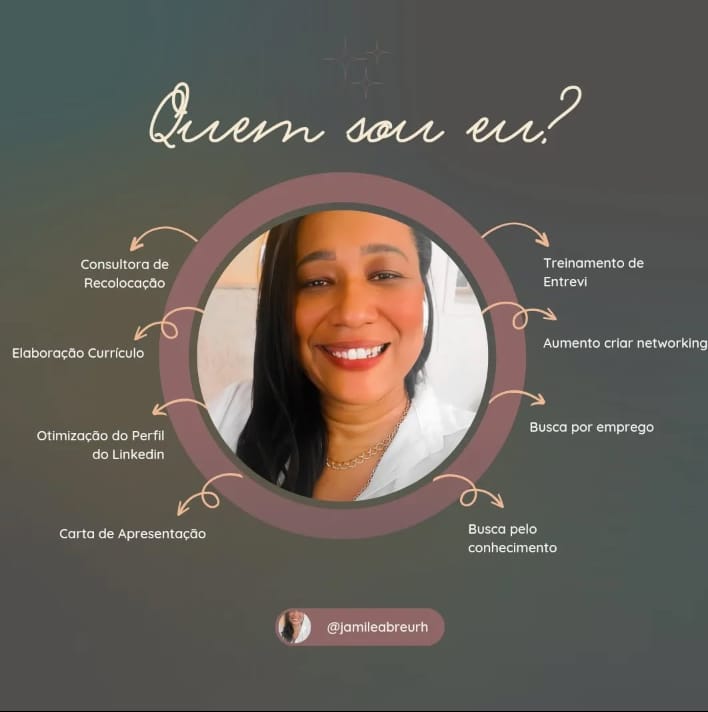 Quem sou eu?
Consultora de
Recolocação
Elaboração Currículo
Otimização do Perfil
do Linkedin
Carta de Apresentação
Treinamento de
Entrevi
Aumento criar networking
Busca por emprego
Busca pelo
conhecimento
@jamileabreurh